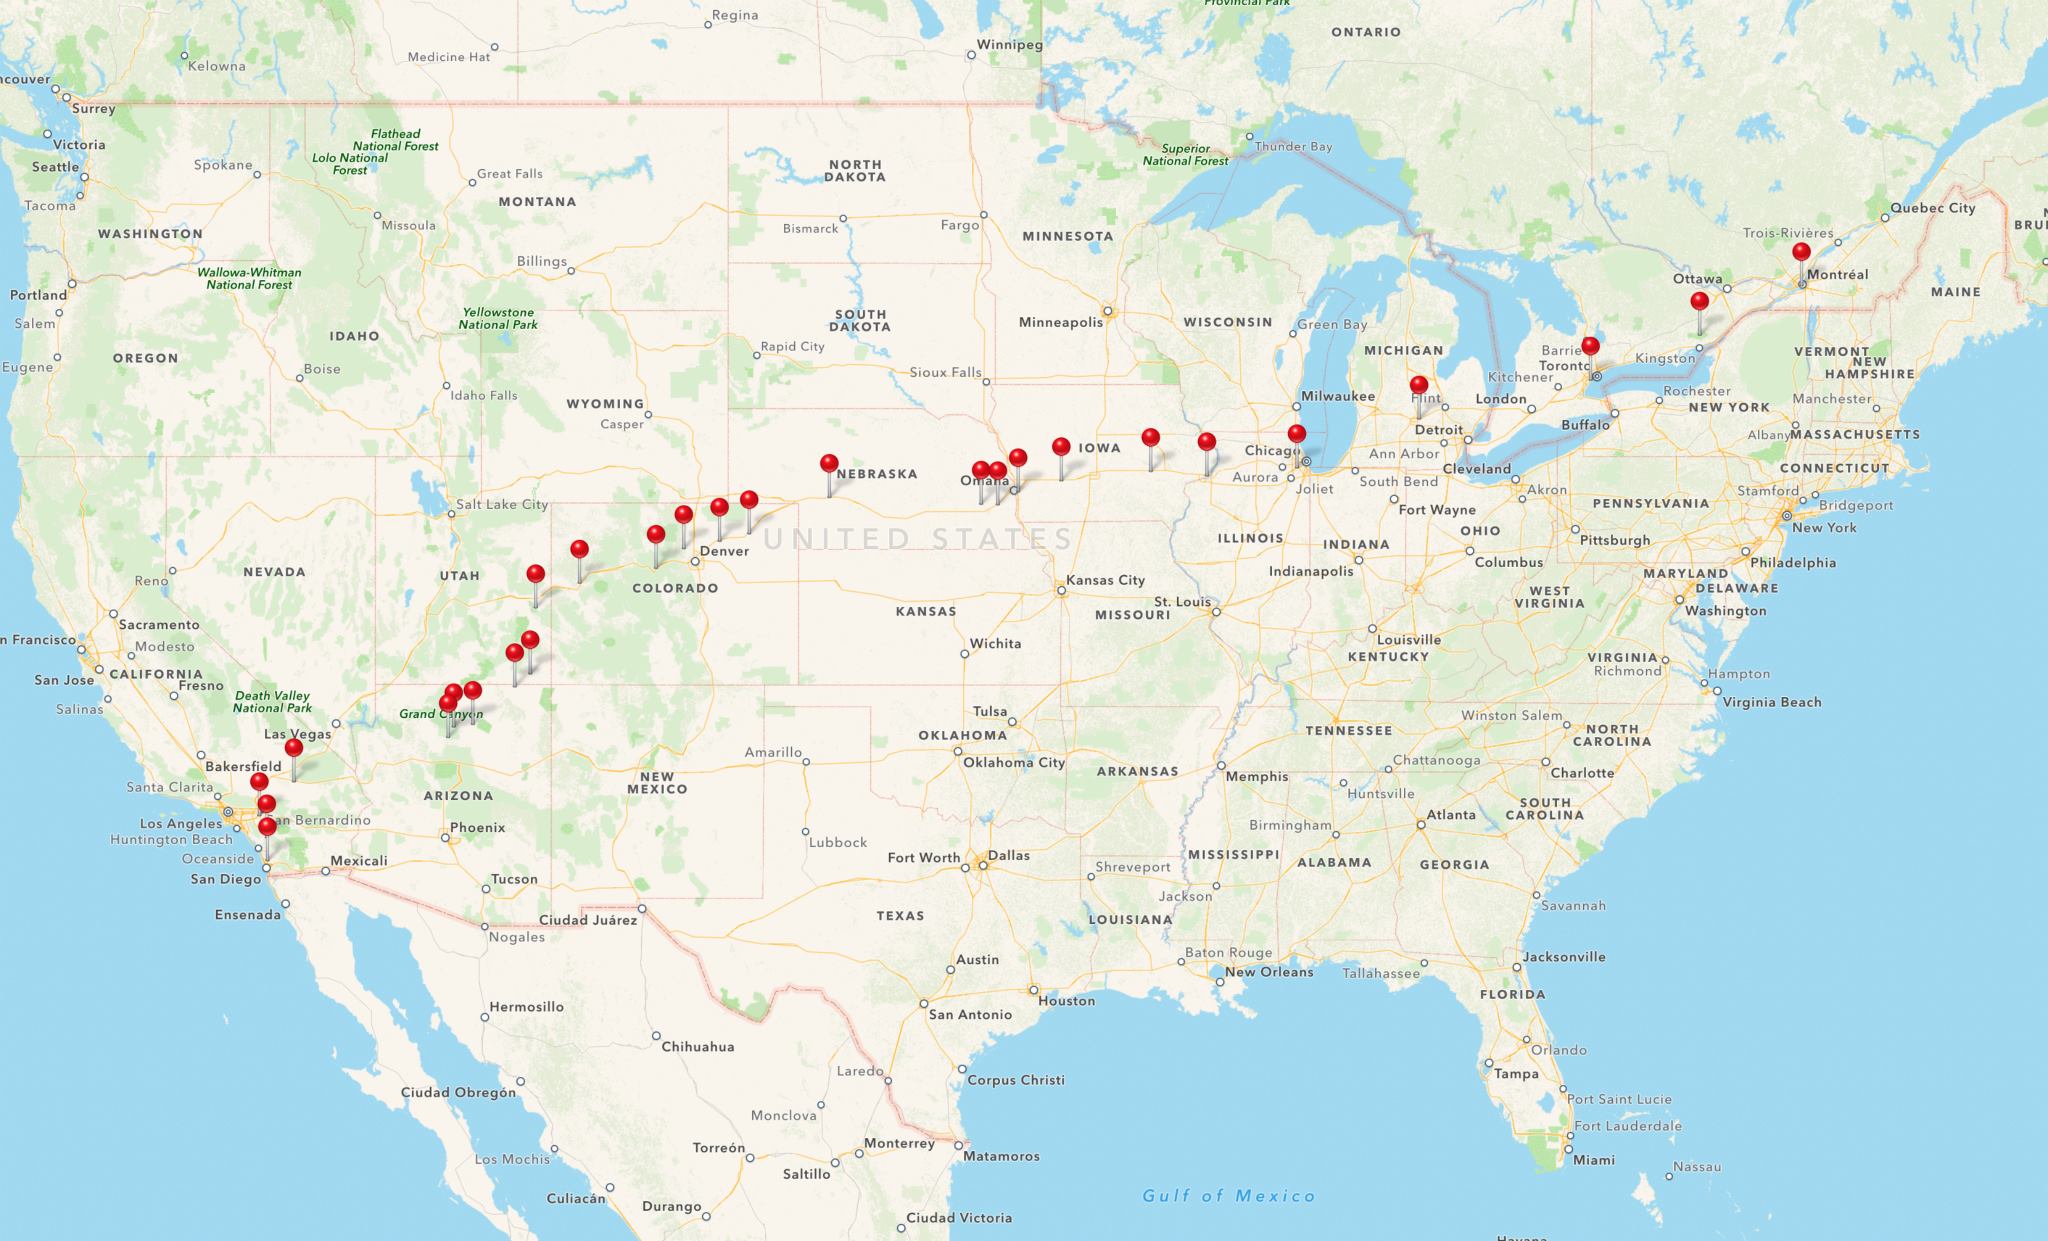 Regina
Provincial Park
ONTARIO
Winnipeg
Medicine Hat
Kelowna
ncouver
Surrey
Flathead
National Forest
Lolo National
Forest
Victoria
Seattle
Spokane
Great Falls
Tacoma
MONTANA
Missoula
WASHINGTON
NORTH
DAKOTA
Bismarck
Fargo
Superior
National Forest
Thunder Bay
MINNESOTA
Quebec City
Trois-Rivières
BRU
Montréal
Ottawa
MAINE
Billings
Wallowa-Whitman
National Forest
Portland
Salem
Yellowstone
National Park
IDAHO
SOUTH
DAKOTA
Minneapolis
WISCONSIN
Green Bay
OREGON
Eugene
Boise
Rapid City
Sioux Falls
MICHIGAN
Barrie
Toronto
Kingston
VERMONT
NEW
HAMPSHIRE
Kitchener
Idaho Falls
WYOMING
Casper
Milwaukee
Flint
London
Rochester
NEW YORK
Manchester
Buffalo
Detroit
Albany
MASSACHUSETTS
IOWA
Chicago
Ann Arbor
Cleveland
CONNECTICUT
NEBRASKA
Omaha
Aurora
Joliet
South Bend
Akron
Stamford
Bridgeport
Salt Lake City
Fort Wayne
PENNSYLVANIA
New York
UNITED STATES
ILLINOIS
INDIANA
OHIO
Pittsburgh
Denver
Philadelphia
Reno
NEVADA
UTAH
COLORADO
Indianapolis
Columbus
MARYLAND
DELAWARE
Kansas City
WEST
VIRGINIA
St. Louis
MISSOURI
KANSAS
Washington
Sacramento
n Francisco
Modesto
Wichita
Louisville
KENTUCKY
VIRGINIA
Richmond
Hampton
San Jose
CALIFORNIA
Fresno
Salinas
Death Valley
National Park
Grand Canyon
Virginia Beach
Las Vegas
Tulsa
Winston Salem
OKLAHOMA
TENNESSEE
NORTH
CAROLINA
Amarillo
Oklahoma City
Bakersfield
ARKANSAS
Memphis
Chattanooga
Charlotte
Santa Clarita
NEW
MEXICO
ARIZONA
Huntsville
SOUTH
CAROLINA
Los Angeles
San Bernardino
Phoenix
Birmingham
Atlanta
Huntington Beach
Lubbock
Oceanside
Mexicali
Fort Worth
Dallas
MISSISSIPPI
ALABAMA
GEORGIA
San Diego
Tucson
Shreveport
Jackson
Ensenada
Ciudad Juárez
TEXAS
LOUISIANA
Savannah
Nogales
Baton Rouge
Jacksonville
Austin
New Orleans
Tallahassee
FLORIDA
Hermosillo
Houston
San Antonio
Chihuahua
Orlando
Laredo
Corpus Christi
Tampa
Ciudad Obregón
Port Saint Lucie
Monclova
Fort Lauderdale
Monterrey
Torreón
Matamoros
Los Mochis
Saltillo
Miami
Nassau
Culiacán
Gulf of Mexico
Durango
Ciudad Victoria
Havana